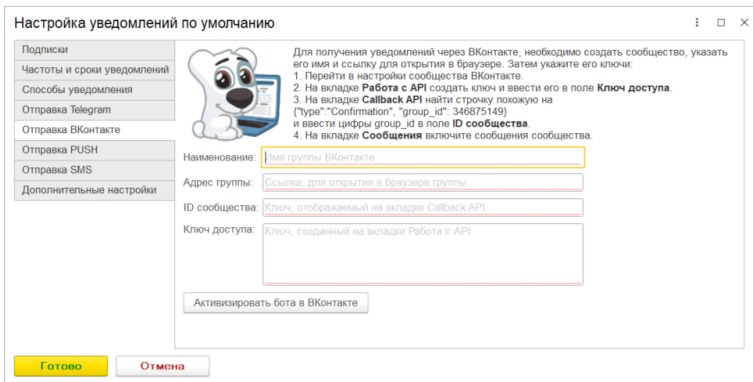 Настройка уведомлений по умолчанию
Подписки
Частоты и сроки уведомлений
Способы уведомления
Отправка Telegram
Отправка ВКонтакте
Отправка PUSH
Отправка SMS
Дополнительные настройки
Для получения уведомлений через ВКонтакте, необходимо создать сообщество, указать
его имя и ссылку для открытия в браузере. Затем укажите его ключи:
1. Перейти в настройки сообщества ВКонтакте.
2. На вкладке Работа с API создать ключ и ввести его в поле Ключ доступа.
3. На вкладке Callback API найти строчку похожую на
{"type":"Confirmation", "group_id": 346875149}
и ввести цифры group_id в поле ID сообщества.
4. На вкладке Сообщения включите сообщения сообщества.
Наименование: Имя группы ВКонтакте
Адрес группы: Ссылка, для открытия в браузере группы
ID сообщества: Ключ, отображаемый на вкладке Callback API
Ключ доступа: Ключ, созданный на вкладке Работа с API
Активизировать бота в ВКонтакте
Готово
Отмена